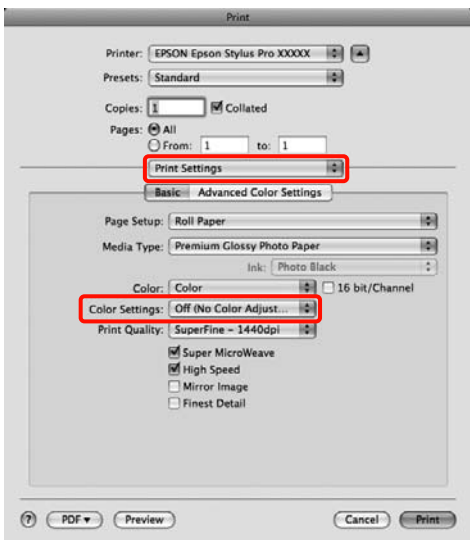 Print
Printer: EPSON Epson Stylus Pro XXXXX
Presets: Standard
Copies: 1 Collated
Pages: All
From: 1 to: 1
Print Settings
Basic Advanced Color Settings
Page Setup: Roll Paper
Media Type: Premium Glossy Photo Paper
Ink: Photo Black
Color: Color 16 bit/Channel
Color Settings: Off (No Color Adjust...
Print Quality: SuperFine – 1440dpi
Super MicroWeave
High Speed
Mirror Image
Finest Detail
? PDF Preview Cancel Print